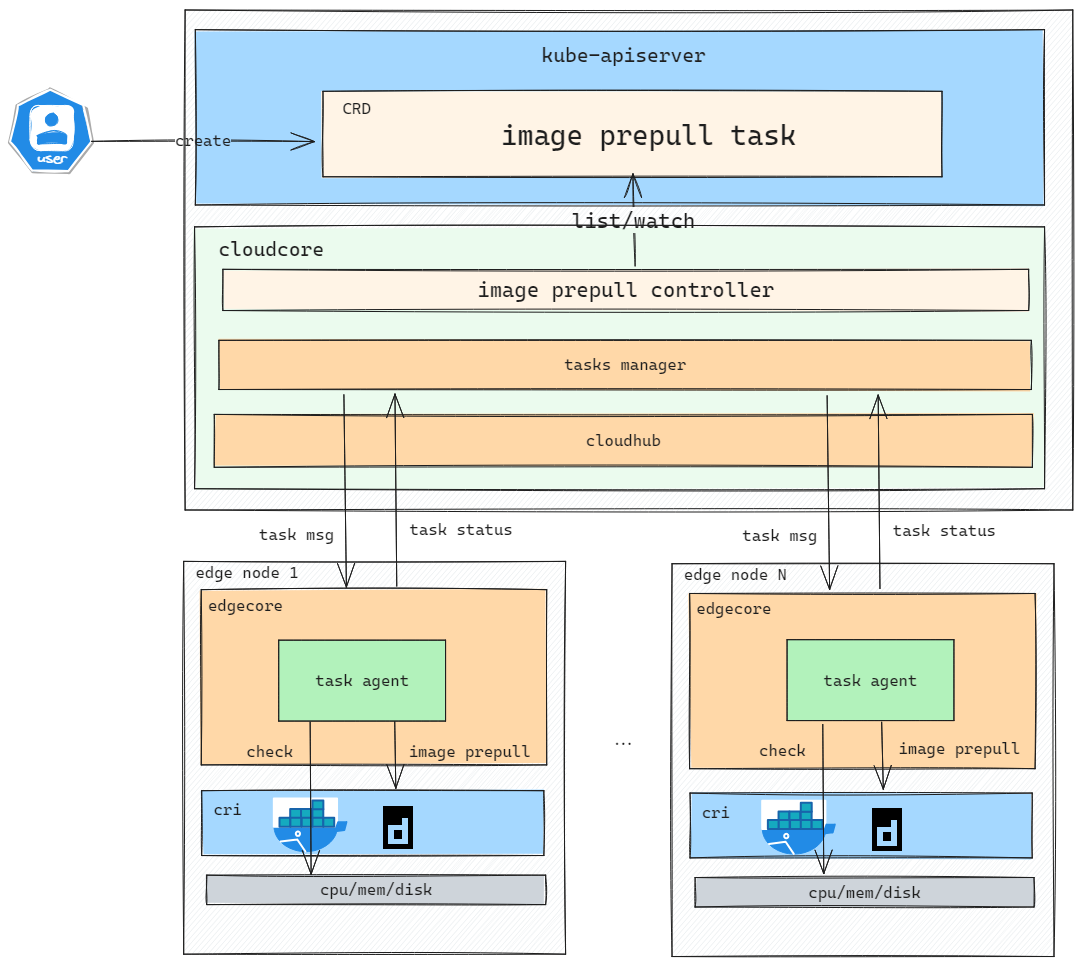 kube-apiserver
CRD
image prepull task
user
create
list/watch
cloudcore
image prepull controller
tasks manager
cloudhub
task msg
task status
task msg
task status
edge node 1
edgecore
task agent
check
image prepull
cri
d
cpu/mem/disk
...
edge node N
edgecore
task agent
check
image prepull
cri
d
cpu/mem/disk